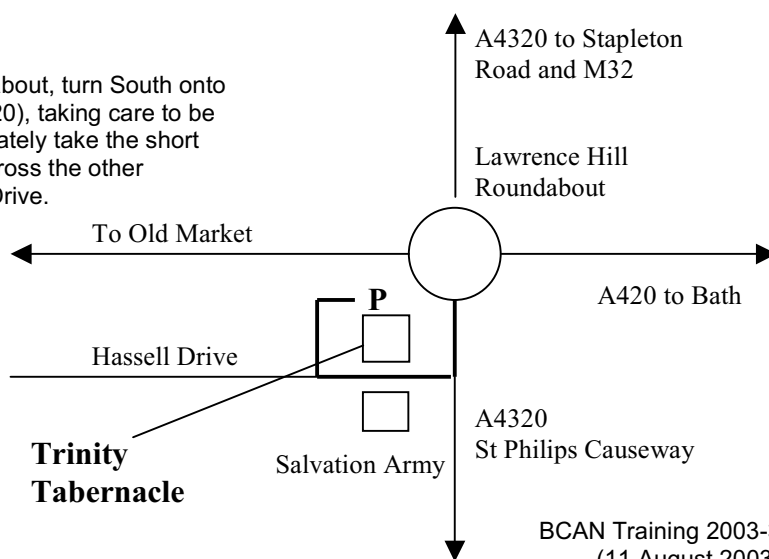 A4320 to Stapleton
Road and M32
about, turn South onto
20), taking care to be
ately take the short
ross the other
Drive.
Lawrence Hill
Roundabout
To Old Market
A420 to Bath
P
Hassell Drive
A4320
St Philips Causeway
Trinity
Tabernacle
Salvation Army
BCAN Training 2003-
(11 August 2003